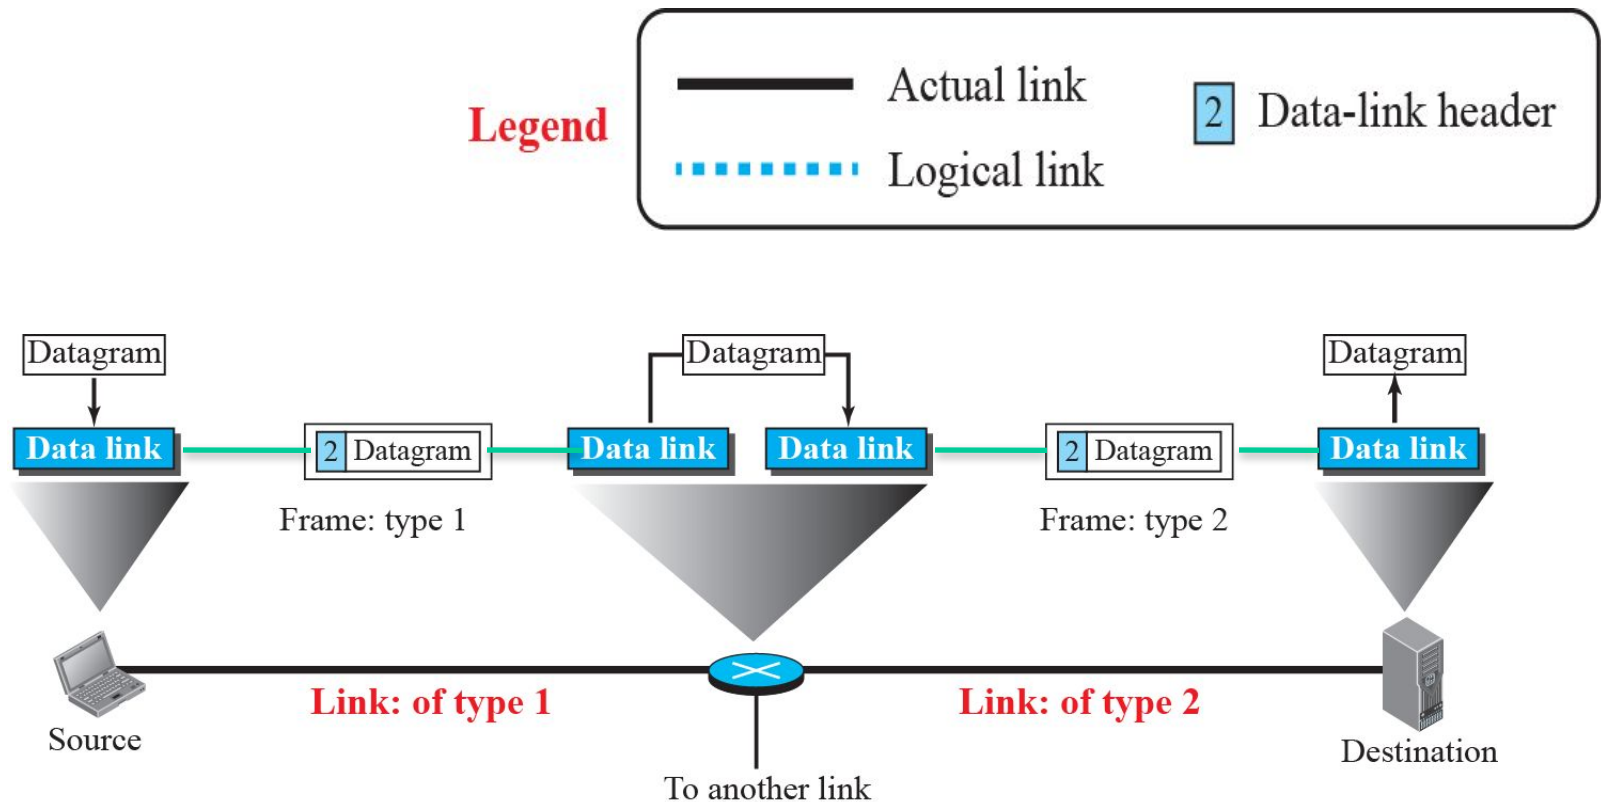 Legend
Actual link
Logical link
2 Data-link header
Datagram
Datagram
Datagram
Data link
2 Datagram
Data link
Data link
2 Datagram
Data link
Frame: type 1
Frame: type 2
Link: of type 1
Link: of type 2
Source
Destination
To another link